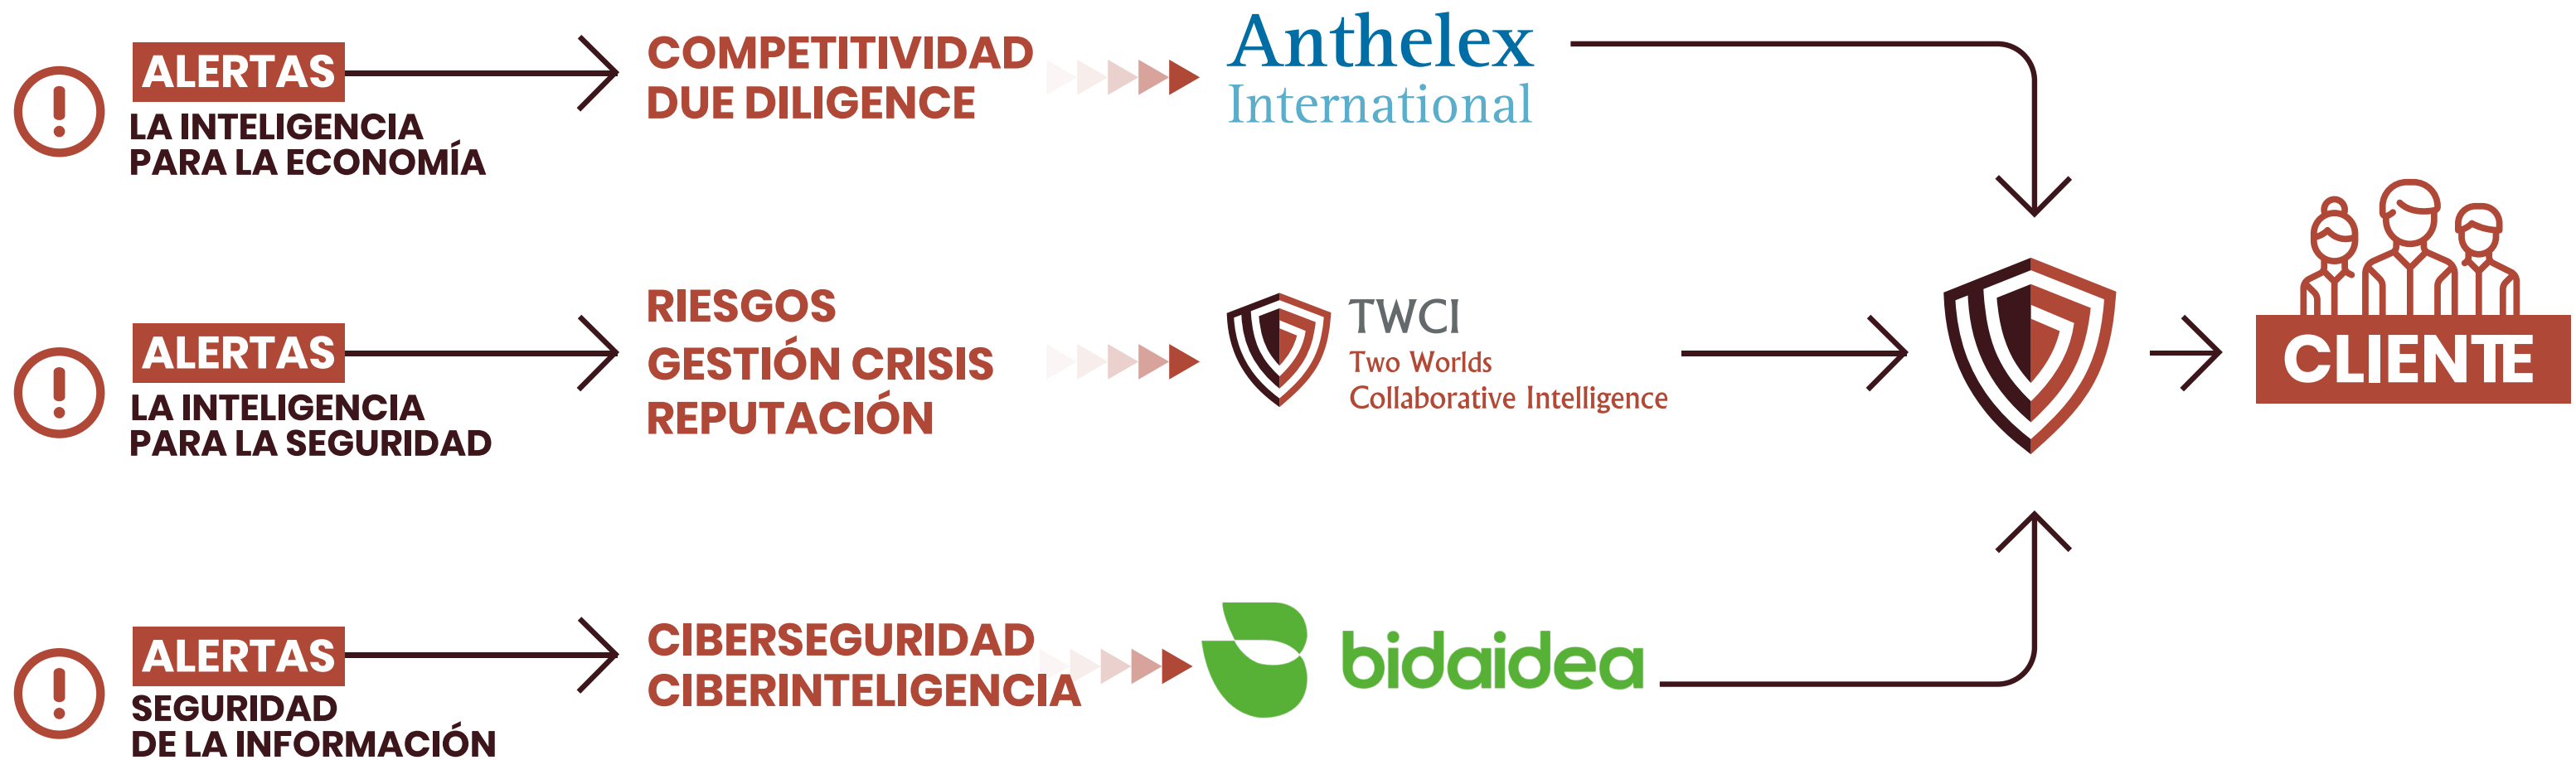 ALERTAS
LA INTELIGENCIA
PARA LA ECONOMÍA
COMPETITIVIDAD
DUE DILIGENCE
Anthelex
International
ALERTAS
LA INTELIGENCIA
PARA LA SEGURIDAD
RIESGOS
GESTIÓN CRISIS
REPUTACIÓN
TWCI
Two Worlds
Collaborative Intelligence
CLIENTE
ALERTAS
SEGURIDAD
DE LA INFORMACIÓN
CIBERSEGURIDAD
CIBERINTELIGENCIA
bidaidea